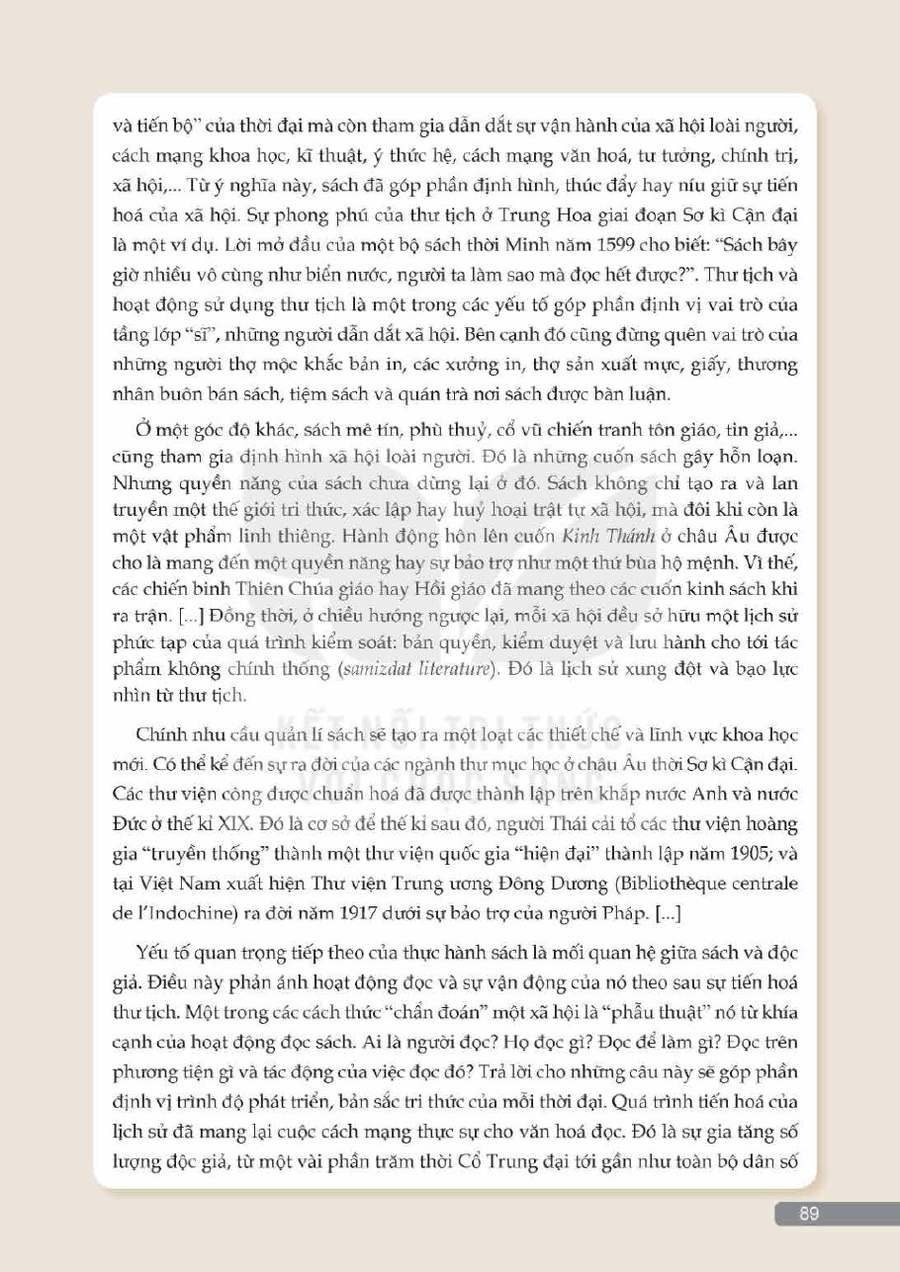 và tiến bộ” của thời đại mà còn tham gia dẫn dắt sự vận hành của xã hội loài người,
cách mạng khoa học, kĩ thuật, ý thức hệ, cách mạng văn hoá, tư tưởng, chính trị,
xã hội,... Từ ý nghĩa này, sách đã góp phần định hình, thúc đẩy hay níu giữ sự tiến
hoá của xã hội. Sự phong phú của thư tịch ở Trung Hoa giai đoạn Sơ kì Cận đại
là một ví dụ. Lời mở đầu của một bộ sách thời Minh năm 1599 cho biết: “Sách bây
giờ nhiều vô cùng như biển nước, người ta làm sao mà đọc hết được?”. Thư tịch và
hoạt động sử dụng thư tịch là một trong các yếu tố góp phần định vị vai trò của
tầng lớp “sĩ”, những người dẫn dắt xã hội. Bên cạnh đó cũng đừng quên vai trò của
những người thợ mộc khắc bản in, các xưởng in, thợ sản xuất mực, giấy, thương
nhân buôn bán sách, tiệm sách và quán trà nơi sách được bàn luận.
Ở một góc độ khác, sách mê tín, phù thuỷ, cổ vũ chiến tranh tôn giáo, tin giả,...
cũng tham gia định hình xã hội loài người. Đó là những cuốn sách gây hỗn loạn.
Nhưng quyền năng của sách chưa dừng lại ở đó. Sách không chỉ tạo ra và lan
truyền một thế giới tri thức, xác lập hay huỷ hoại trật tự xã hội, mà đôi khi còn là
một vật phẩm linh thiêng. Hành động hôn lên cuốn Kinh Thánh ở châu Âu được
cho là mang đến một quyền năng hay sự bảo trợ như một thứ bùa hộ mệnh. Vì thế,
các chiến binh Thiên Chúa giáo hay Hồi giáo đã mang theo các cuốn kinh sách khi
ra trận. [...] Đồng thời, ở chiều hướng ngược lại, mỗi xã hội đều sở hữu một lịch sử
phức tạp của quá trình kiểm soát: bản quyền, kiểm duyệt và lưu hành cho tới tác
phẩm không chính thống (samizdat literature). Đó là lịch sử xung đột và bạo lực
nhìn từ thư tịch.
KẾT NỐI TRI THỨC
Chính nhu cầu quản lí sách sẽ tạo ra một loạt các thiết chế và lĩnh vực khoa học
mới. Có thể kể đến sự ra đời của các ngành thư mục học ở châu Âu thời Sơ kì Cận đại.
VỚI CUỘC SỐNG
Các thư viện công được chuẩn hoá đã được thành lập trên khắp nước Anh và nước
Đức ở thế kỉ XIX. Đó là cơ sở để thế kỉ sau đó, người Thái cải tổ các thư viện hoàng
gia “truyền thống” thành một thư viện quốc gia “hiện đại” thành lập năm 1905; và
tại Việt Nam xuất hiện Thư viện Trung ương Đông Dương (Bibliothèque centrale
de l’Indochine) ra đời năm 1917 dưới sự bảo trợ của người Pháp. [...]
Yếu tố quan trọng tiếp theo của thực hành sách là mối quan hệ giữa sách và độc
giả. Điều này phản ánh hoạt động đọc và sự vận động của nó theo sau sự tiến hoá
thư tịch. Một trong các cách thức “chẩn đoán” một xã hội là “phẫu thuật” nó từ khía
cạnh của hoạt động đọc sách. Ai là người đọc? Họ đọc gì? Đọc để làm gì? Đọc trên
phương tiện gì và tác động của việc đọc đó? Trả lời cho những câu này sẽ góp phần
định vị trình độ phát triển, bản sắc tri thức của mỗi thời đại. Quá trình tiến hoá của
lịch sử đã mang lại cuộc cách mạng thực sự cho văn hoá đọc. Đó là sự gia tăng số
lượng độc giả, từ một vài phần trăm thời Cổ Trung đại tới gần như toàn bộ dân số
89